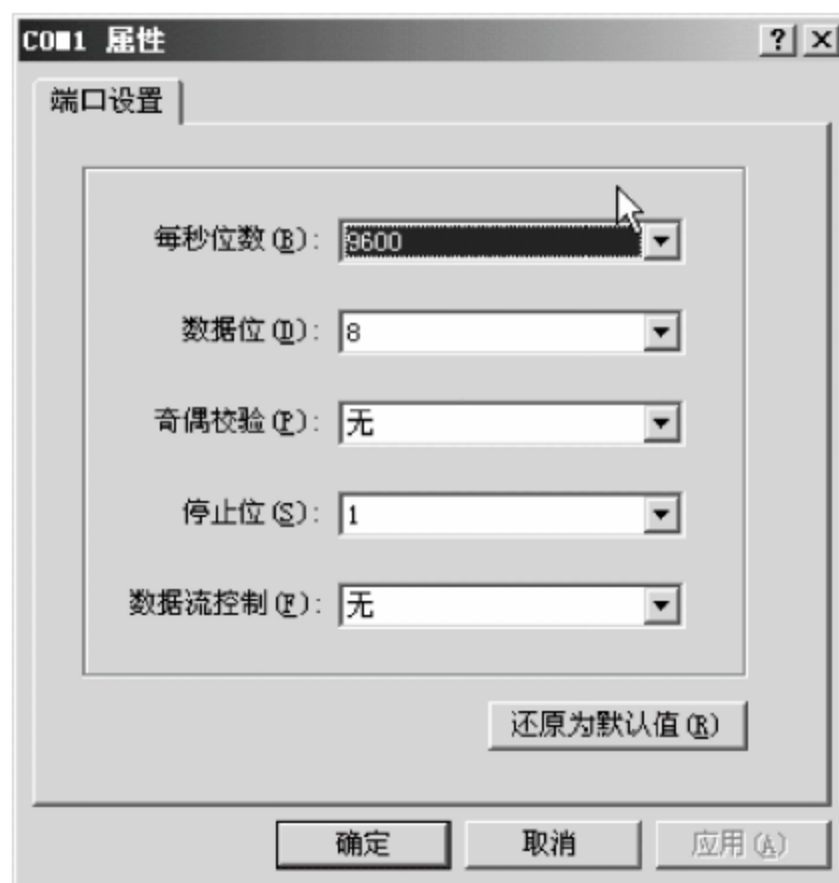 COM1 属性
端口设置
每秒位数(B): 9600
数据位(D): 8
奇偶校验(P): 无
停止位(S): 1
数据流控制(F): 无
还原为默认值(R)
确定 取消 应用(A)